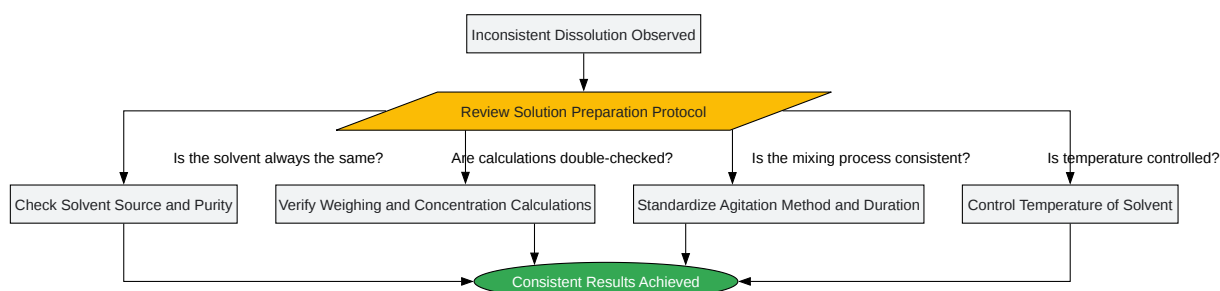 Inconsistent Dissolution Observed
Review Solution Preparation Protocol
Is the solvent always the same?
Are calculations double-checked?
Is the mixing process consistent?
Is temperature controlled?
Check Solvent Source and Purity
Verify Weighing and Concentration Calculations
Standardize Agitation Method and Duration
Control Temperature of Solvent
Consistent Results Achieved